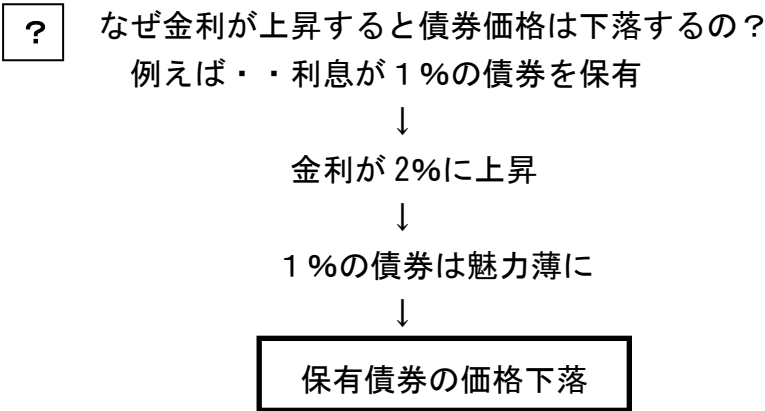 ? なぜ金利が上昇すると債券価格は下落するの？
例えば・・利息が１％の債券を保有
↓
金利が2％に上昇
↓
１％の債券は魅力薄に
↓
保有債券の価格下落